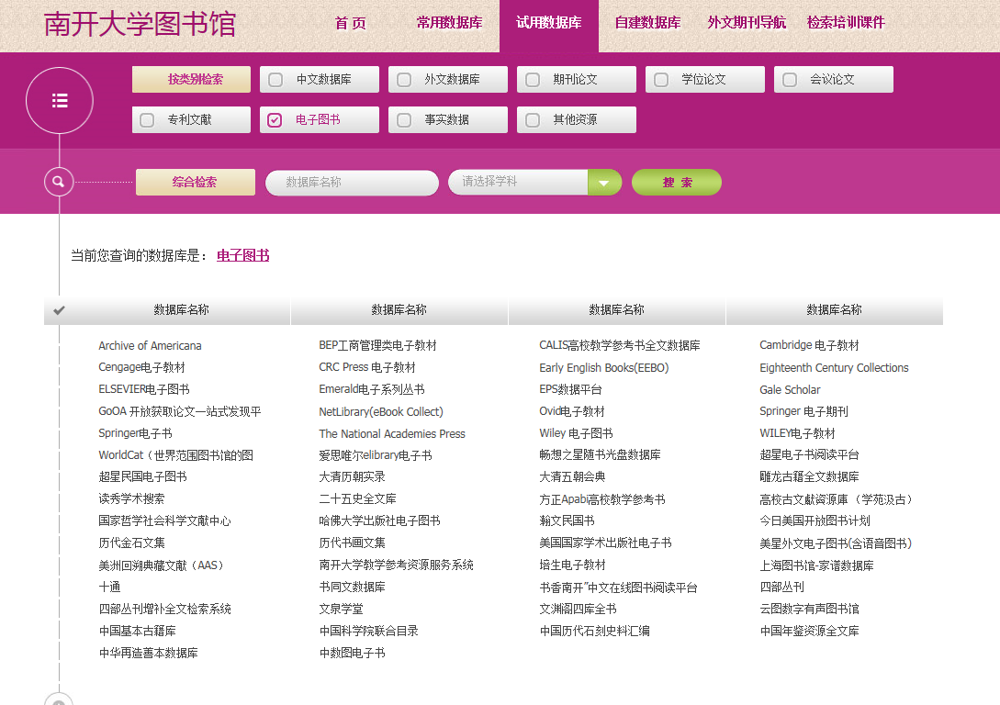 南开大学图书馆
首 页 常用数据库 试用数据库 自建数据库 外文期刊导航 检索培训课件
按类别检索 中文数据库 外文数据库 期刊论文 学位论文 会议论文
专利文献 电子图书 事实数据 其他资源
综合检索 数据库名称 请选择学科 搜 索
当前您查询的数据库是： 电子图书
数据库名称 数据库名称 数据库名称 数据库名称
Archive of Americana BEP工商管理类电子教材 CALIS高校教学参考书全文数据库 Cambridge 电子教材
Cengage电子教材 CRC Press 电子教材 Early English Books(EEBO) Eighteenth Century Collections
ELSEVIER电子图书 Emerald电子系列丛书 EPS数据平台 Gale Scholar
GoOA 开放获取论文一站式发现平 NetLibrary(eBook Collect) Ovid电子教材 Springer 电子期刊
Springer电子书 The National Academies Press Wiley 电子图书 WILEY电子教材
WorldCat（世界范围图书馆的图 爱思唯尔elibrary电子书 畅想之星随书光盘数据库 超星电子书阅读平台
超星民国电子图书 大清历朝实录 大清五朝会典 雕龙古籍全文数据库
读秀学术搜索 二十五史全文库 方正Apabi高校教学参考书 高校古文献资源库 （学苑汲古）
国家哲学社会科学文献中心 哈佛大学出版社电子图书 瀚文民国书 今日美国开放图书计划
历代金石文集 历代书画文集 美国国家学术出版社电子书 美星外文电子图书(含语音图书）
美洲回溯典藏文献（AAS） 南开大学教学参考资源服务系统 培生电子教材 上海图书馆-家谱数据库
十通 书同文数据库 书香南开”中文在线图书阅读平台 四部丛刊
四部丛刊增补全文检索系统 文泉学堂 文渊阁四库全书 云图数字有声图书馆
中国基本古籍库 中国科学院联合目录 中国历代石刻史料汇编 中国年鉴资源全文库
中华再造善本数据库 中数图电子书